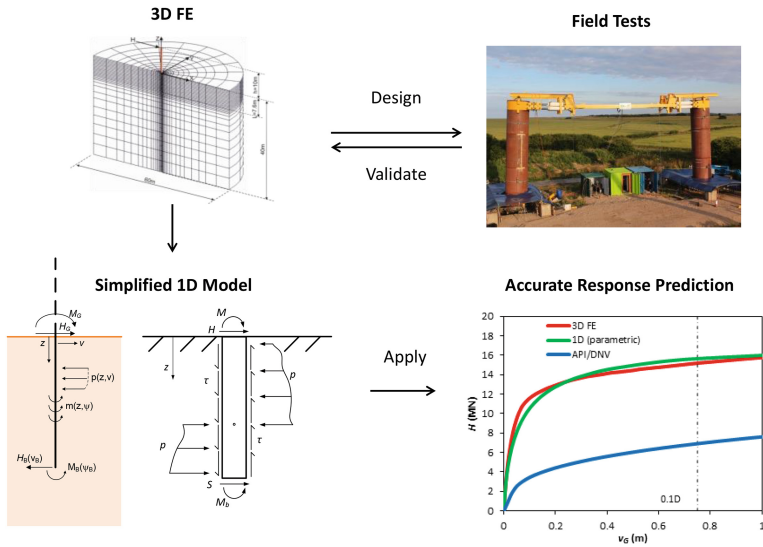 3D FE
Field Tests
H
z
40m
60m
Design
Validate
Simplified 1D Model
Accurate Response Prediction
M_G
H_G
z
v
p(z,v)
m(z,ψ)
H_B(v_B)
M_B(ψ_B)
M
H
z
τ
p
p
τ
S
M_b
Apply
3D FE
1D (parametric)
API/DNV
H (MN)
20
18
16
14
12
10
8
6
4
2
0
0.1D
0
0.2
0.4
0.6
0.8
1
v_G (m)